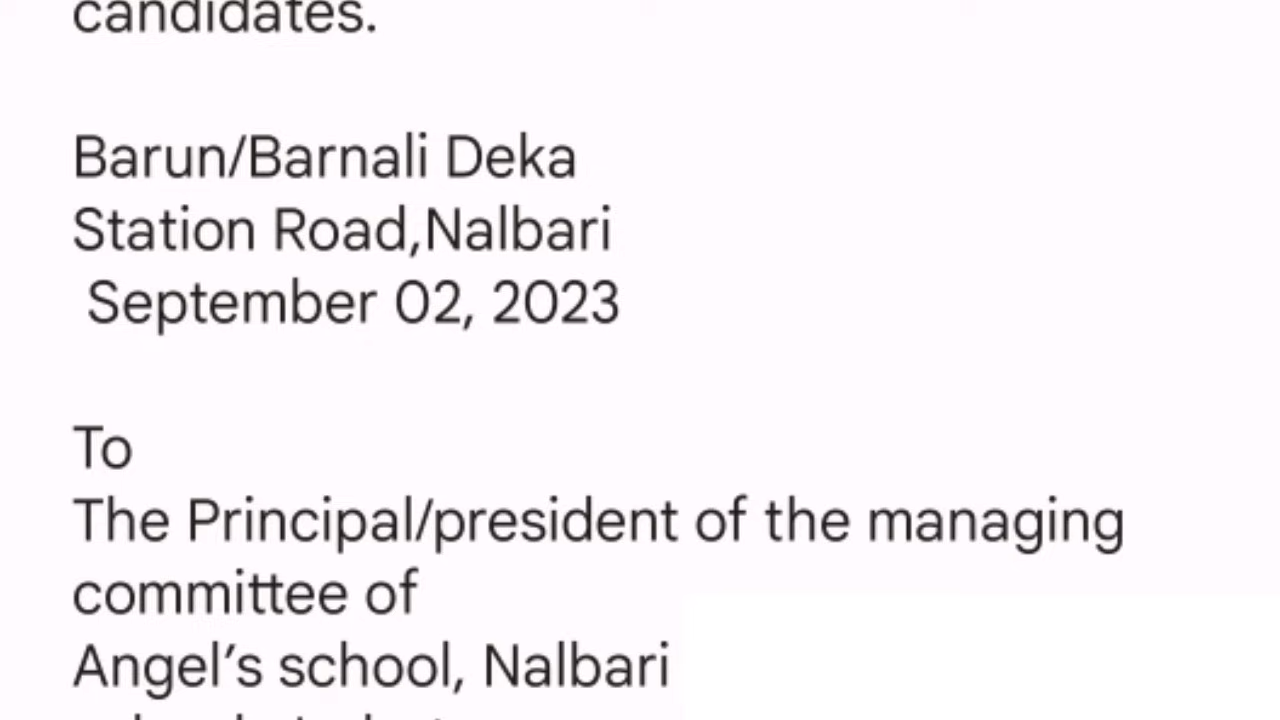 candidates.
Barun/Barnali Deka
Station Road,Nalbari
September 02, 2023
To
The Principal/president of the managing
committee of
Angel’s school, Nalbari